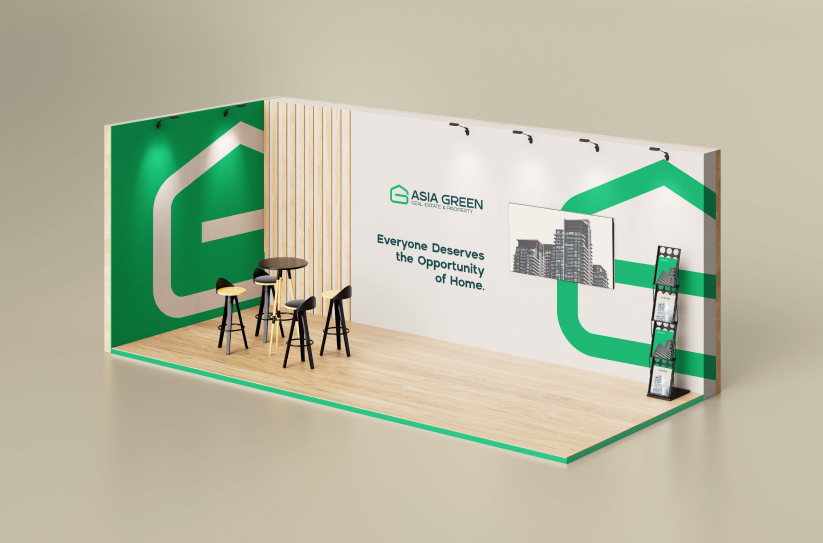 ASIA GREEN
REAL ESTATE & PROPERTY
Everyone Deserves
the Opportunity
of Home.